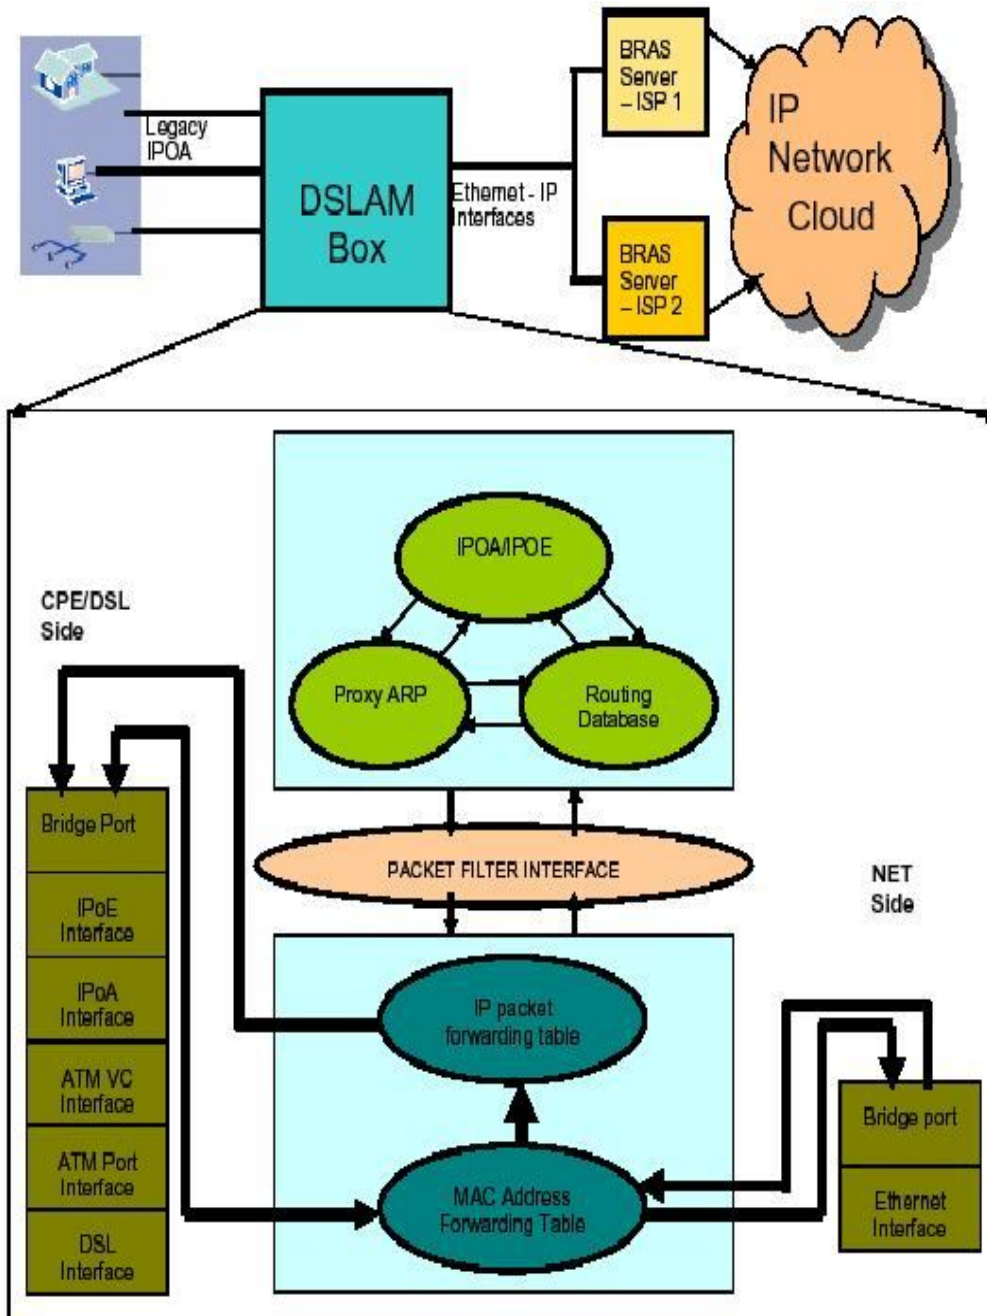 BRAS
Server
– ISP 1
IP
Network
Cloud
Legacy
IPOA
DSLAM
Box
Ethernet - IP
Interfaces
BRAS
Server
– ISP 2
IPOA/IPOE
CPE/DSL
Side
Proxy ARP
Routing
Database
Bridge Port
PACKET FILTER INTERFACE
NET
Side
IPoE
Interface
IPoA
Interface
IP packet
forwarding table
ATM VC
Interface
Bridge port
ATM Port
Interface
MAC Address
Forwarding Table
Ethernet
Interface
DSL
Interface